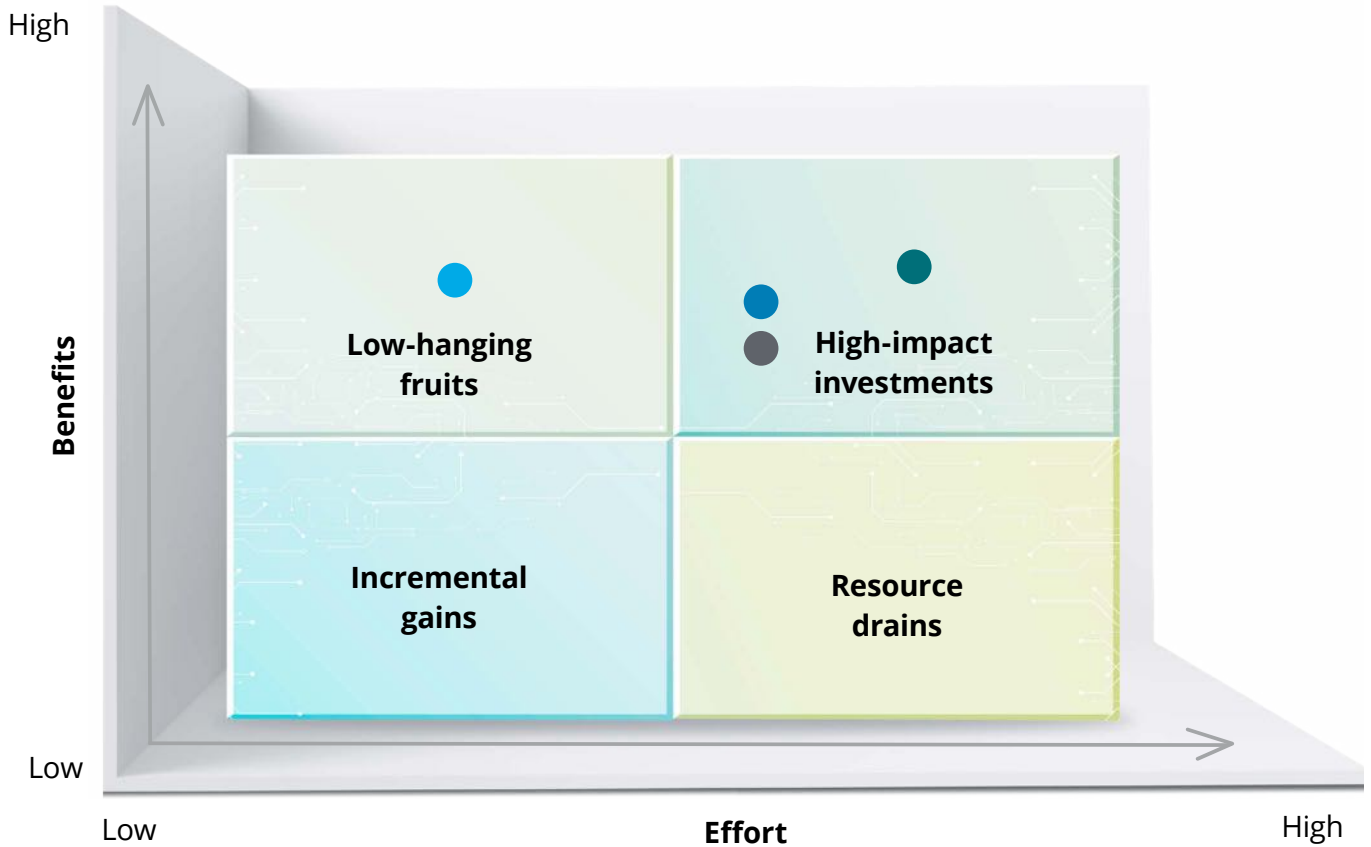 High
Benefits
Low-hanging
fruits
High-impact
investments
Incremental
gains
Resource
drains
Low
Low
Effort
High